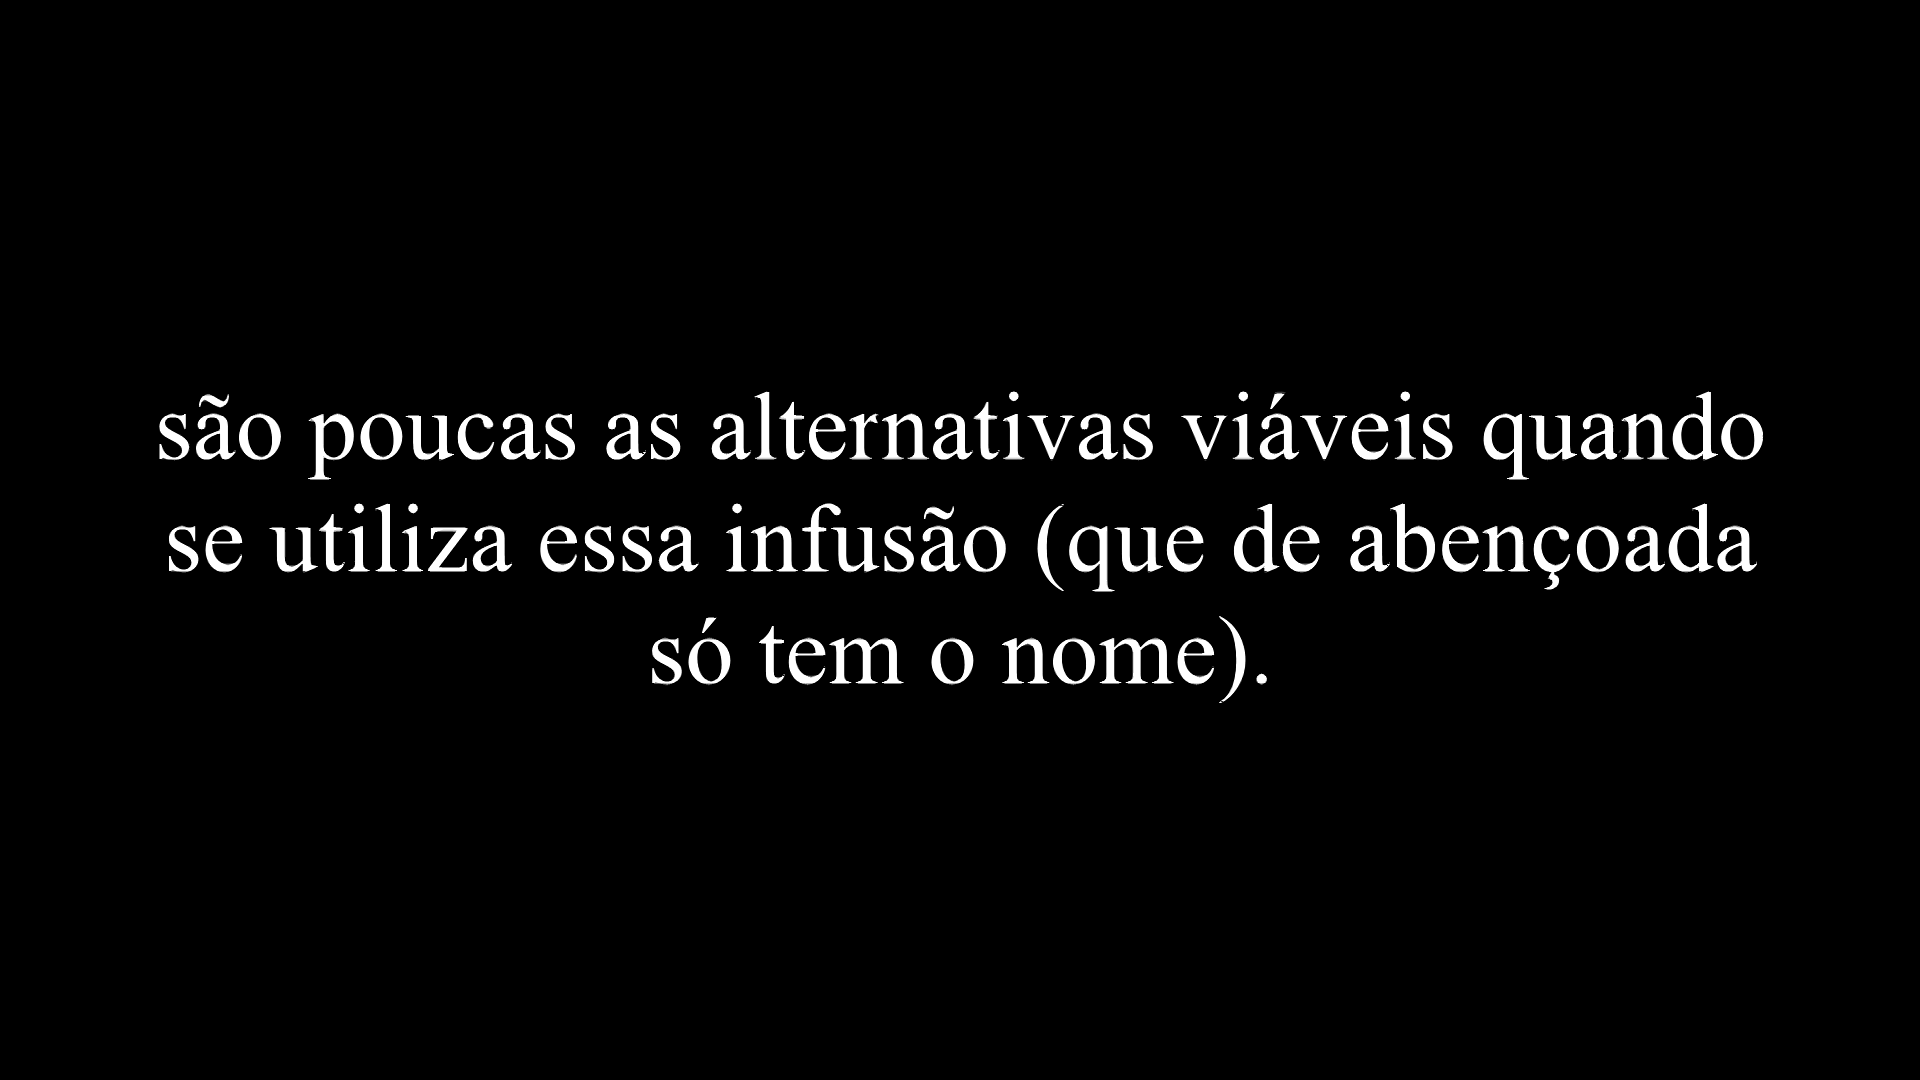 são poucas as alternativas viáveis quando
se utiliza essa infusão (que de abençoada
só tem o nome).